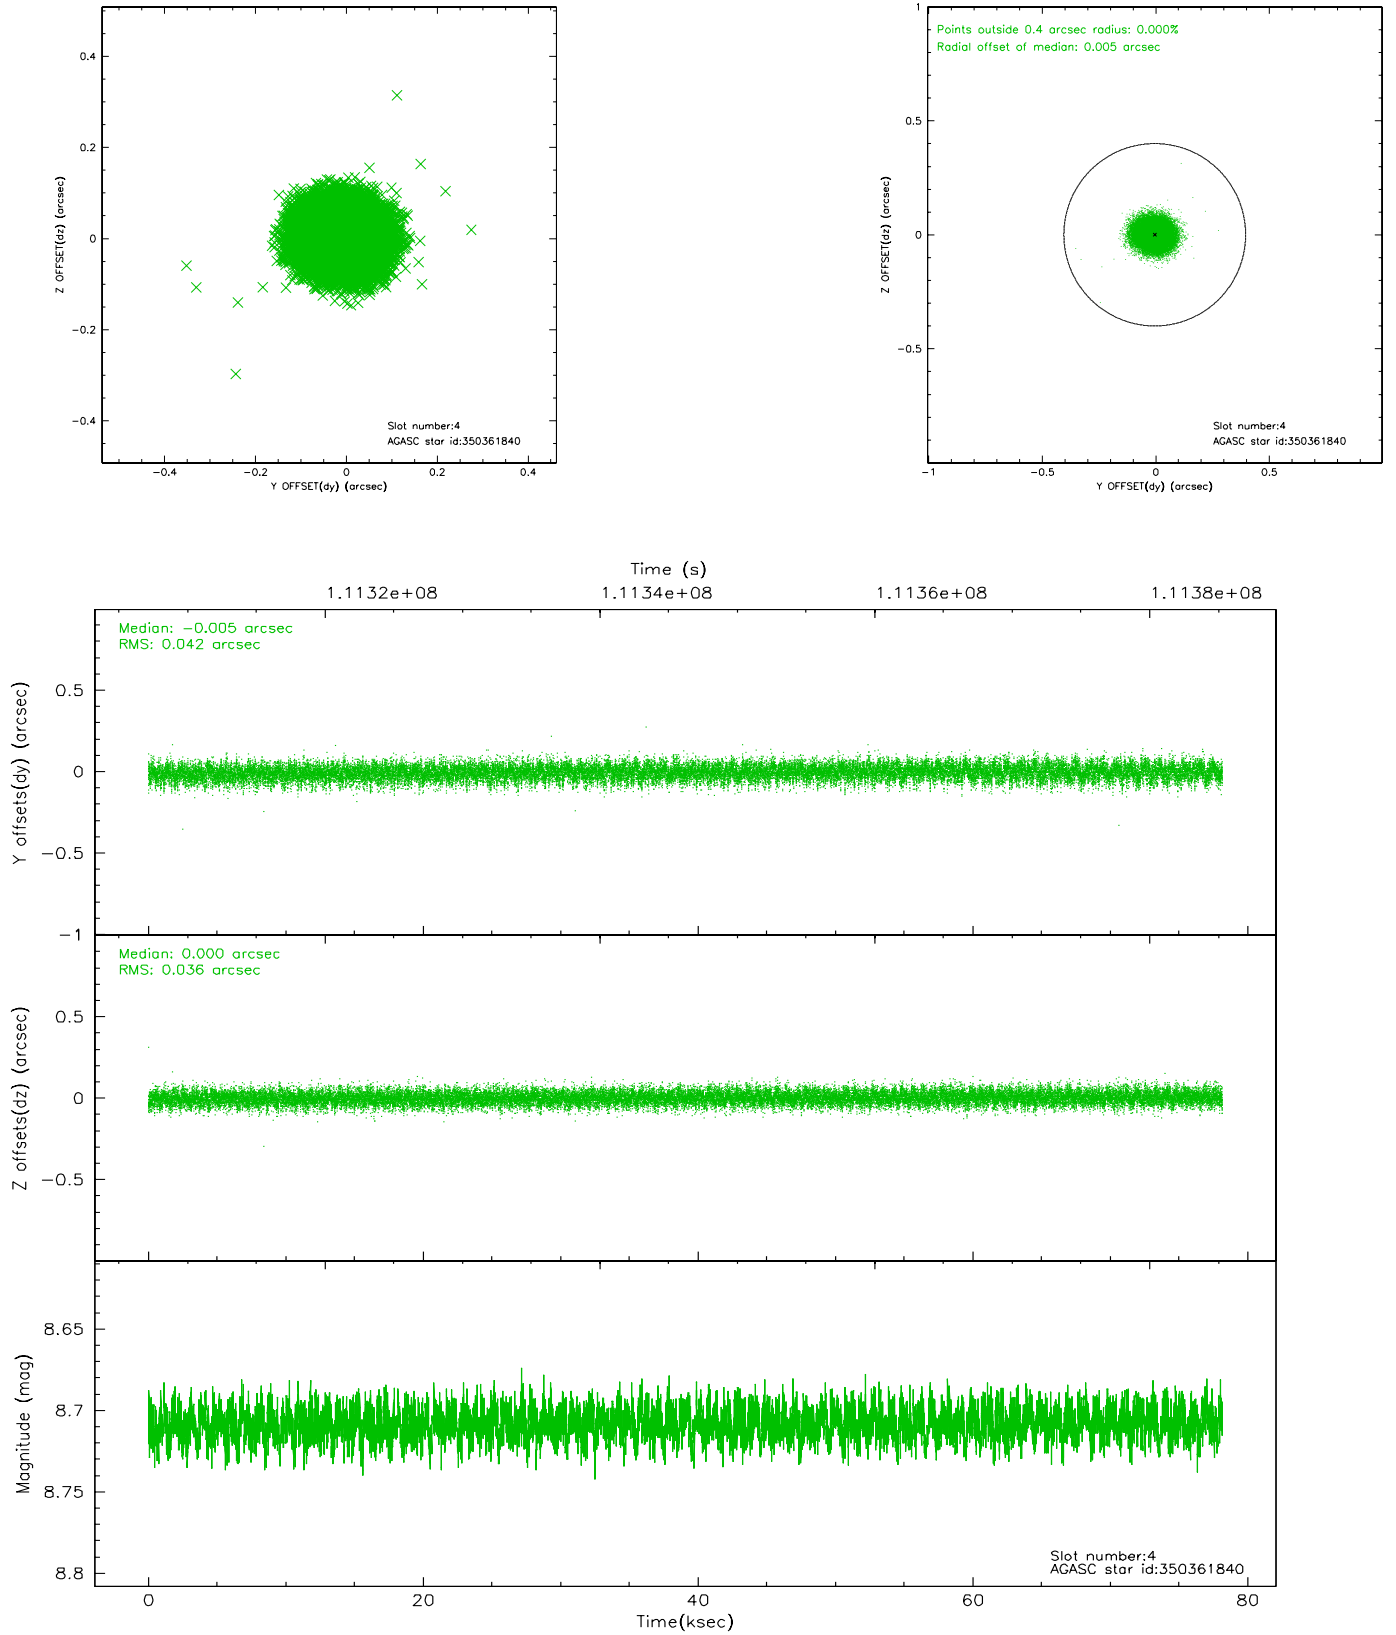 0.4
0.2
0
−0.2
−0.4
Z OFFSET(dz) (arcsec)
Slot number:4
AGASC star id:350361840
−0.4
−0.2
0
0.2
0.4
Y OFFSET(dy) (arcsec)
1
0.5
0
−0.5
Z OFFSET(dz) (arcsec)
Points outside 0.4 arcsec radius: 0.000%
Radial offset of median: 0.005 arcsec
Slot number:4
AGASC star id:350361840
−1
−0.5
0
0.5
Y OFFSET(dy) (arcsec)
Time (s)
1.1132e+08
1.1134e+08
1.1136e+08
1.1138e+08
Median: −0.005 arcsec
RMS: 0.042 arcsec
0.5
0
−0.5
−1
Y offsets(dy) (arcsec)
Median: 0.000 arcsec
RMS: 0.036 arcsec
0.5
0
−0.5
Z offsets(dz) (arcsec)
8.65
8.7
8.75
8.8
Magnitude (mag)
Slot number:4
AGASC star id:350361840
0
20
40
60
80
Time(ksec)